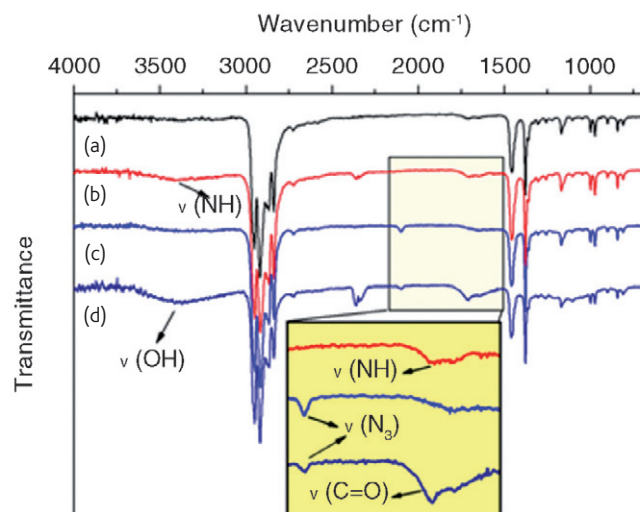 Wavenumber (cm⁻¹)
4000 3500 3000 2500 2000 1500 1000
(a)
(b)
ν (NH)
(c)
(d)
ν (OH)
Transmittance
ν (NH)
ν (N₃)
ν (C=O)